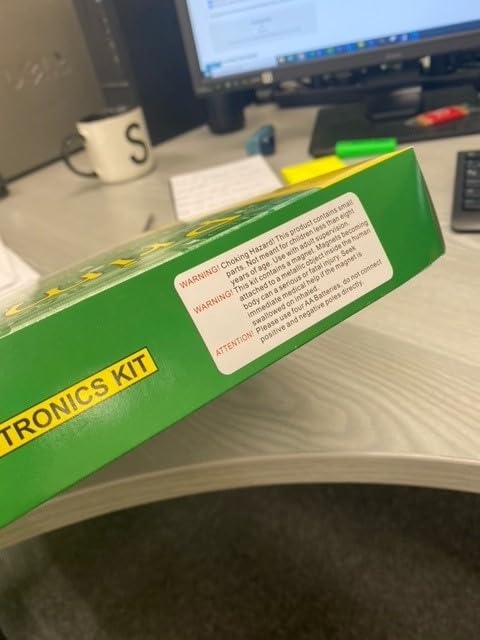 WARNING! Choking Hazard! This product contains small
parts. Not meant for children less than eight
years of age. Use with adult supervision.
WARNING! This kit contains a magnet. Magnets becoming
attached to a metallic object inside the human
body can a serious of fatal injury. Seek
immediate medical help if the magnet is
swallowed on inhaled.
ATTENTION! Please use four AA Batteries, do not connect
positive and negative poles directly.
TRONICS KIT
S